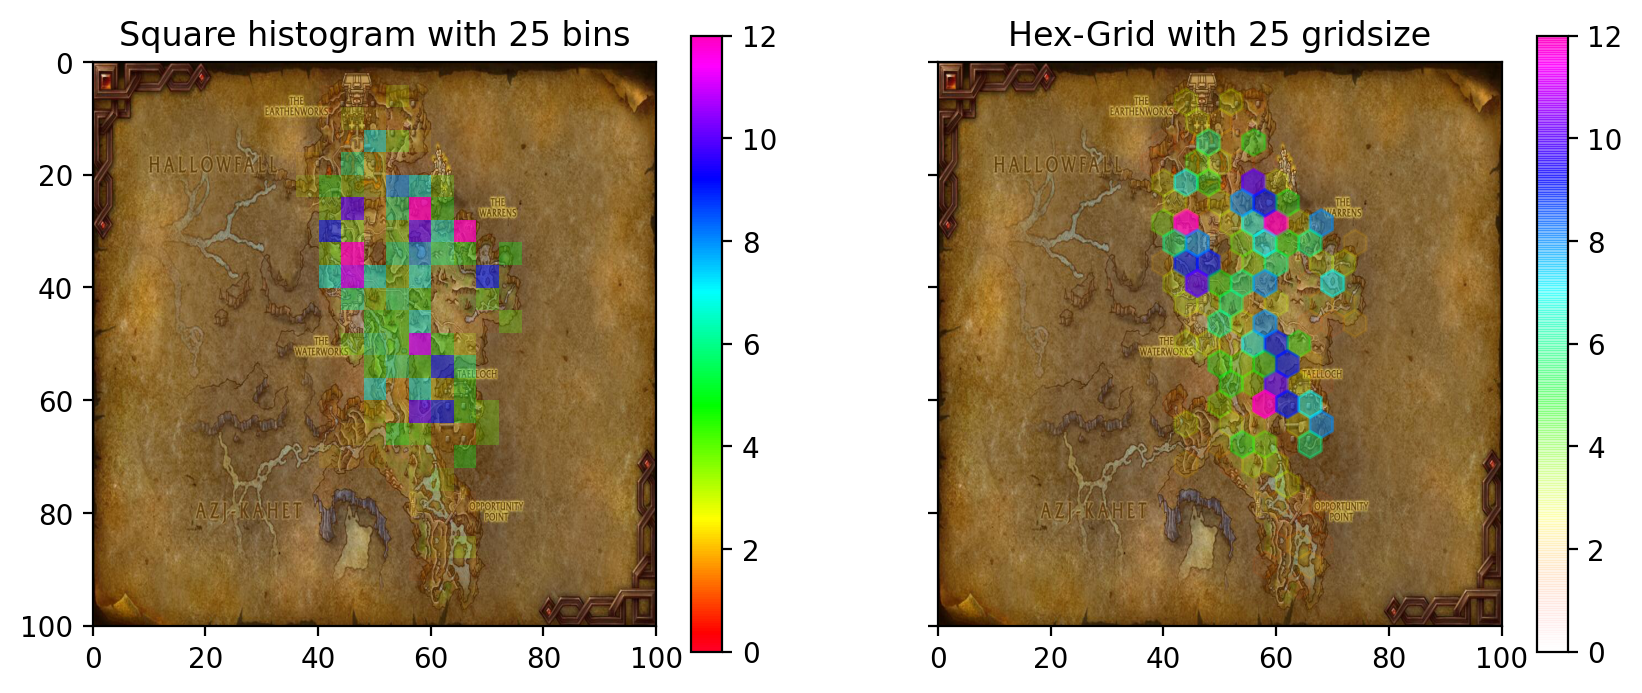 Square histogram with 25 bins
0
20
40
60
80
100
0
20
40
60
80
100
THE
EARTHENWORKS
HALLOWFALL
THE
WARRENS
THE
WATERWORKS
TAELLOCH
AZJ-KAHET
OPPORTUNITY
POINT
12
10
8
6
4
2
0
Hex-Grid with 25 gridsize
0
20
40
60
80
100
THE
EARTHENWORKS
HALLOWFALL
THE
WARRENS
THE
WATERWORKS
TAELLOCH
AZJ-KAHET
OPPORTUNITY
POINT
12
10
8
6
4
2
0